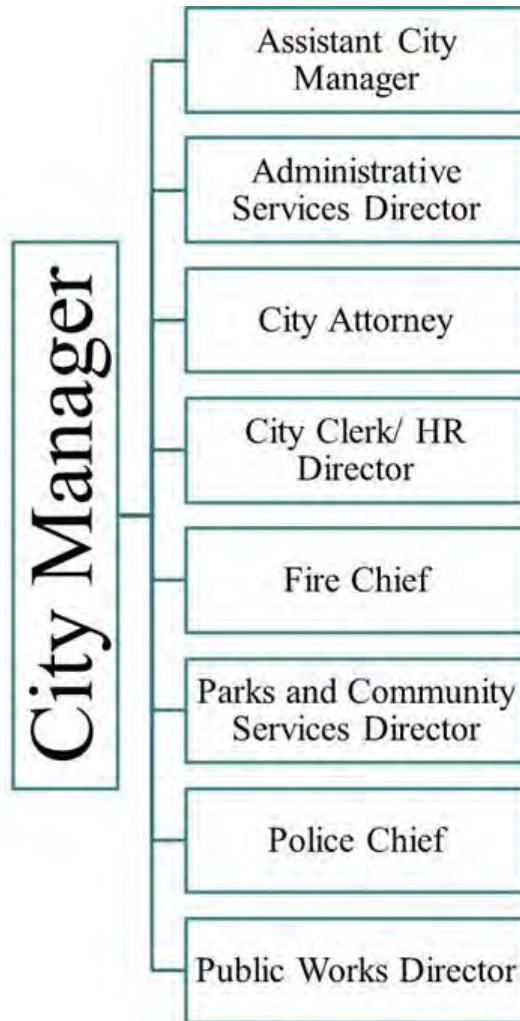 City Manager
Assistant City
Manager
Administrative
Services Director
City Attorney
City Clerk/ HR
Director
Fire Chief
Parks and Community
Services Director
Police Chief
Public Works Director